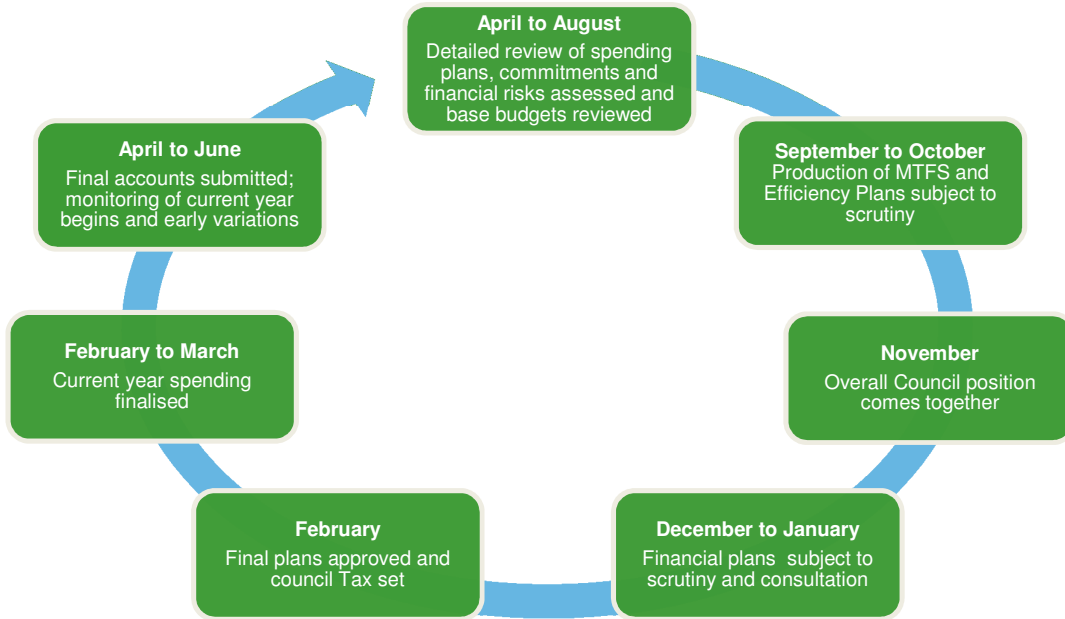 April to August
Detailed review of spending
plans, commitments and
financial risks assessed and
base budgets reviewed
September to October
Production of MTFS and
Efficiency Plans subject to
scrutiny
November
Overall Council position
comes together
December to January
Financial plans  subject to
scrutiny and consultation
February
Final plans approved and
council Tax set
February to March
Current year spending
finalised
April to June
Final accounts submitted;
monitoring of current year
begins and early variations